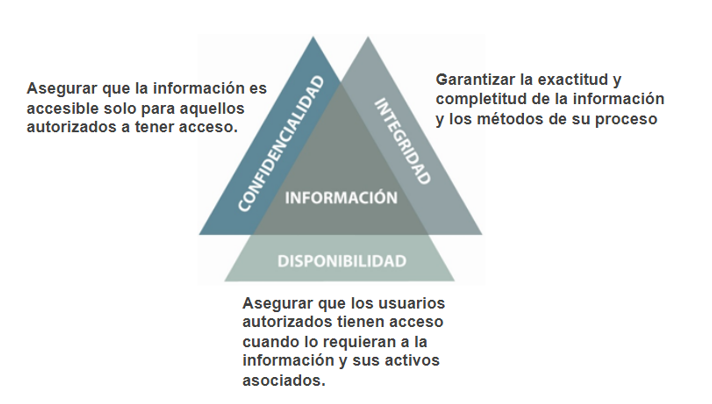 Asegurar que la información es
accesible solo para aquellos
autorizados a tener acceso.
Garantizar la exactitud y
completitud de la información
y los métodos de su proceso
CONFIDENCIALIDAD
INTEGRIDAD
INFORMACIÓN
DISPONIBILIDAD
Asegurar que los usuarios
autorizados tienen acceso
cuando lo requieran a la
información y sus activos
asociados.